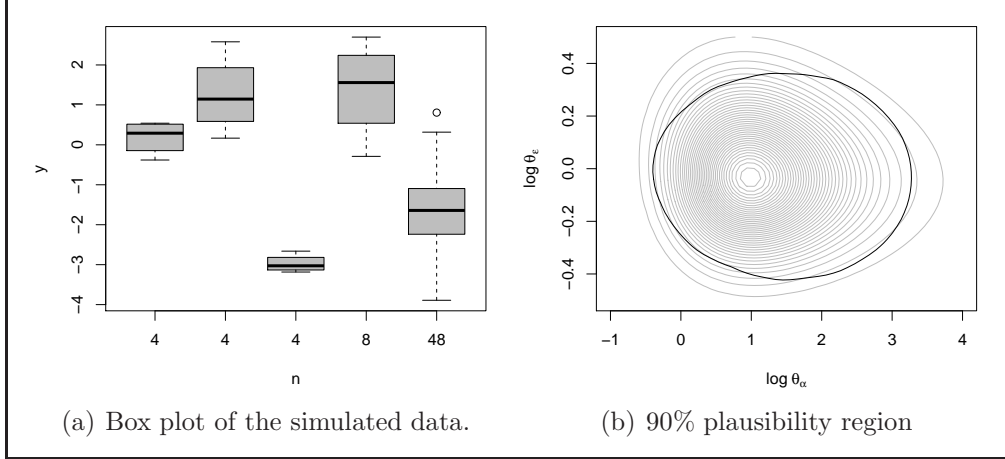 2
1
0
−1
−2
−3
−4
y
4 4 4 8 48
n
(a) Box plot of the simulated data.
0.4
0.2
0.0
−0.2
−0.4
log θε
−1 0 1 2 3 4
log θα
(b) 90% plausibility region